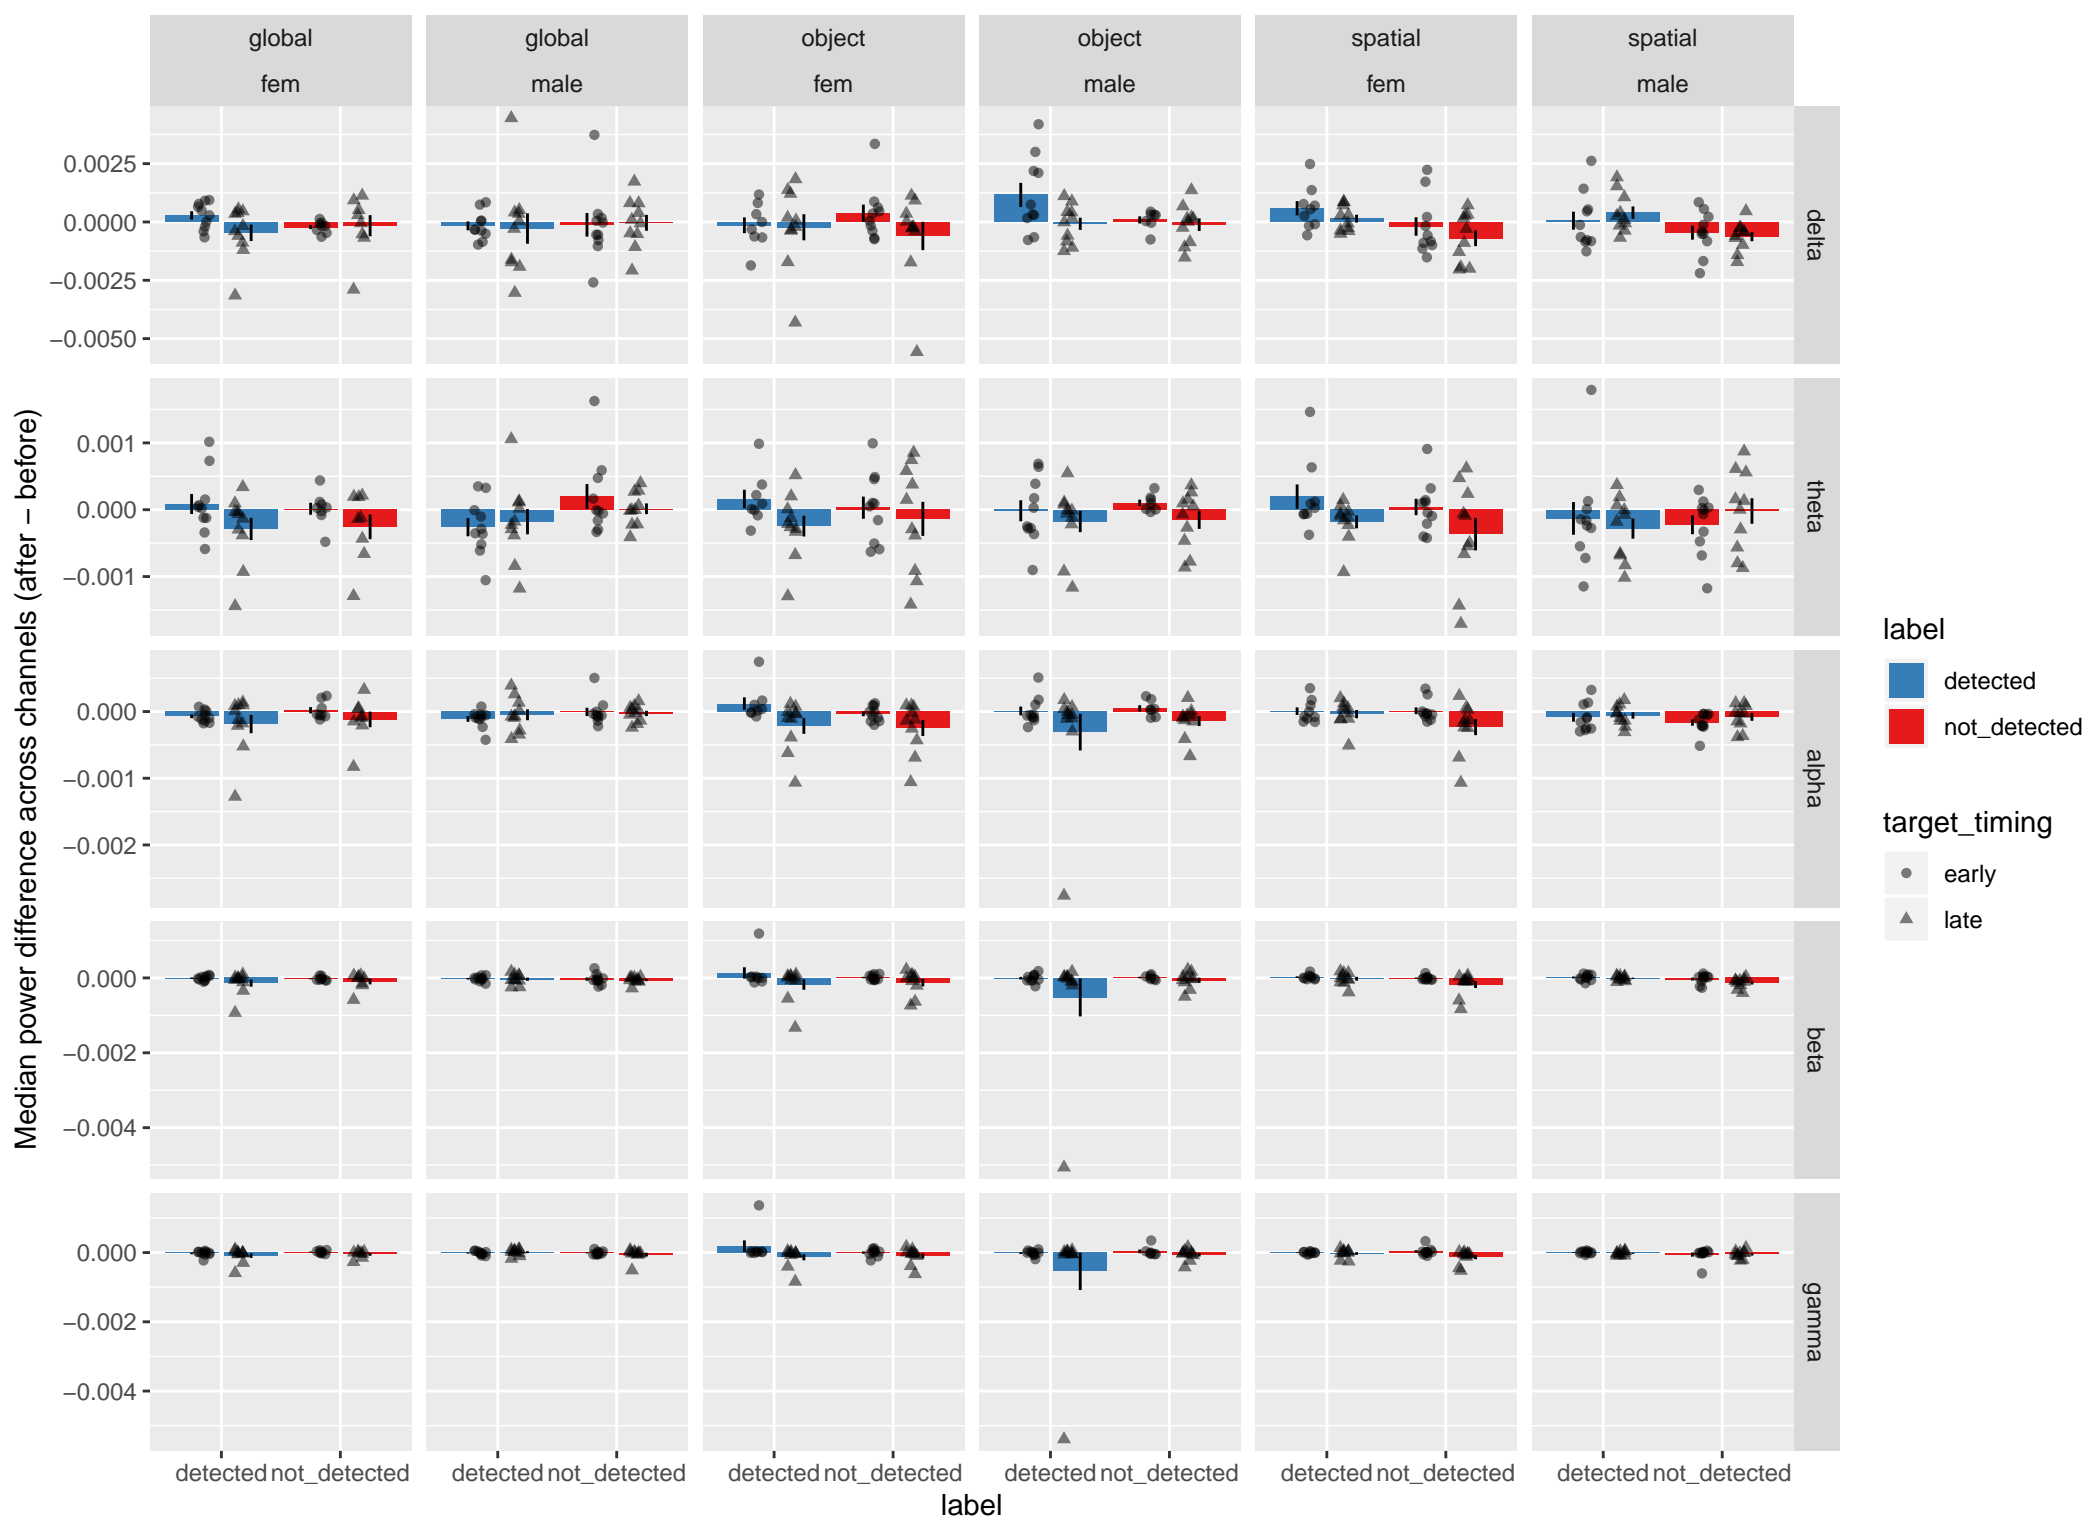 global global object object spatial spatial
fem male fem male fem male
0.0025
0.0000
−0.0025
−0.0050
delta
0.001
0.000
−0.001
theta
0.000
−0.001
−0.002
alpha
0.000
−0.002
−0.004
beta
0.000
−0.002
−0.004
gamma
Median power difference across channels (after − before)
detected not_detected detected not_detected detected not_detected detected not_detected detected not_detected detected not_detected
label
label
detected
not_detected
target_timing
early
late